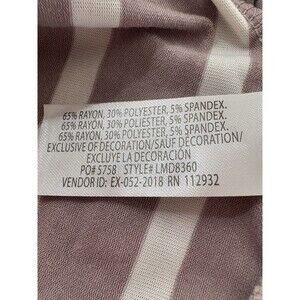 65% RAYON, 30% POLYESTER, 5% SPANDEX.
65% RAYON, 30% POLYESTER, 5% SPANDEX.
65% RAYON, 30% POLYESTER, 5% SPANDEX.
EXCLUSIVE OF DECORATION/SAUF DÉCORATION/
EXCLUYE LA DECORACIÓN
PO# 5758 STYLE# LMD8360
VENDOR ID: EX-052-2018 RN 112932